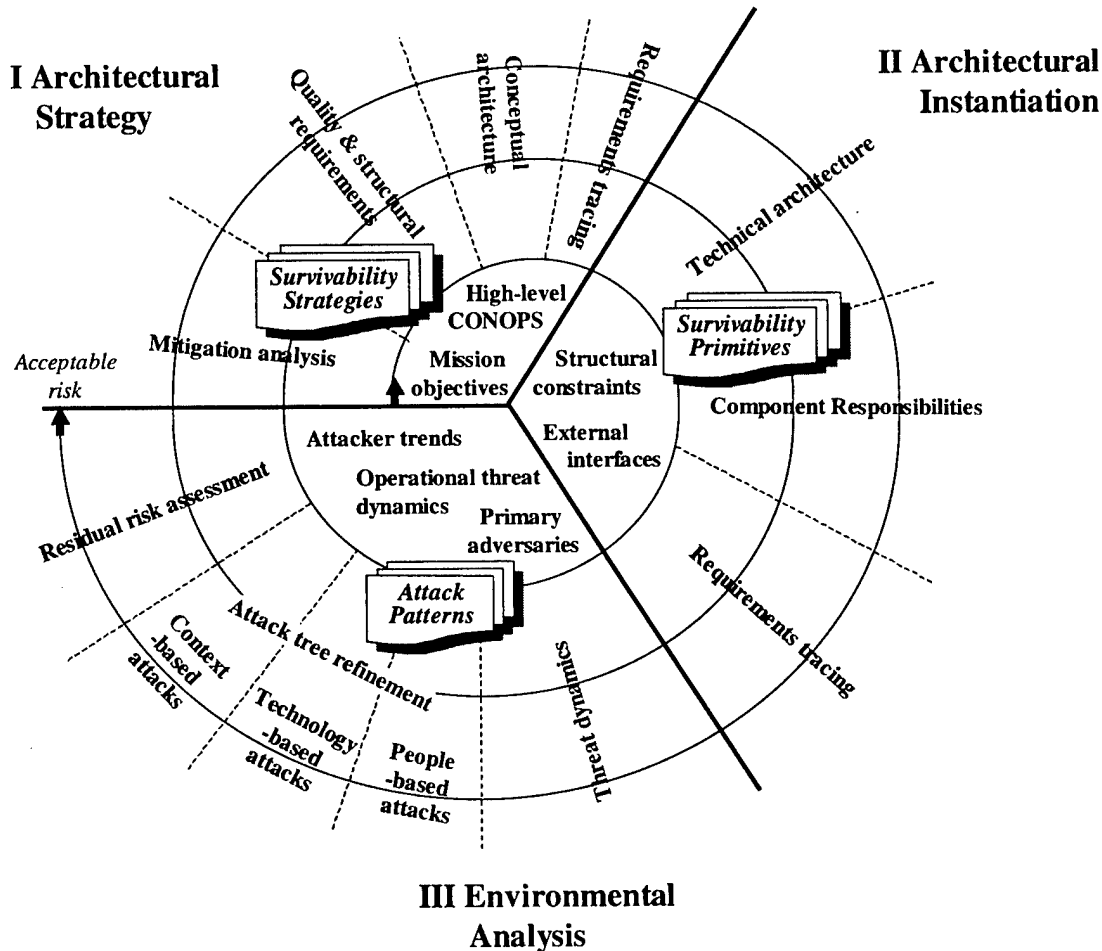 I Architectural
Strategy
II Architectural
Instantiation
Quality & structural
requirements
Conceptual
architecture
Requirements tracing
Technical architecture
Survivability
Strategies
High-level
CONOPS
Survivability
Primitives
Mitigation analysis
Mission
objectives
Structural
constraints
Acceptable
risk
Component Responsibilities
Attacker trends
External
interfaces
Operational threat
dynamics
Primary
adversaries
Residual risk assessment
Attack
Patterns
Requirements tracing
Attack tree refinement
Context
-based
attacks
Technology
-based
attacks
People
-based
attacks
Threat dynamics
III Environmental
Analysis